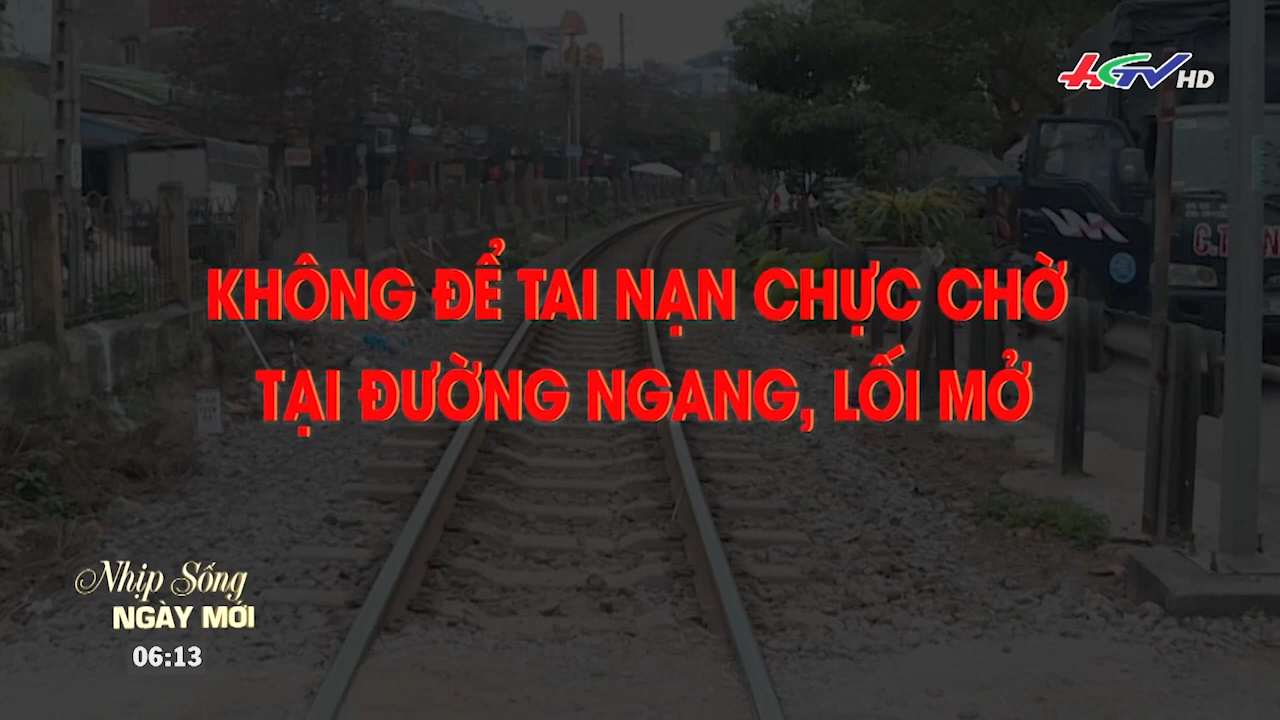 HGTV HD
KHÔNG ĐỂ TAI NẠN CHỰC CHỜ
TẠI ĐƯỜNG NGANG, LỐI MỞ
Nhịp Sống
NGÀY MỚI
06:13